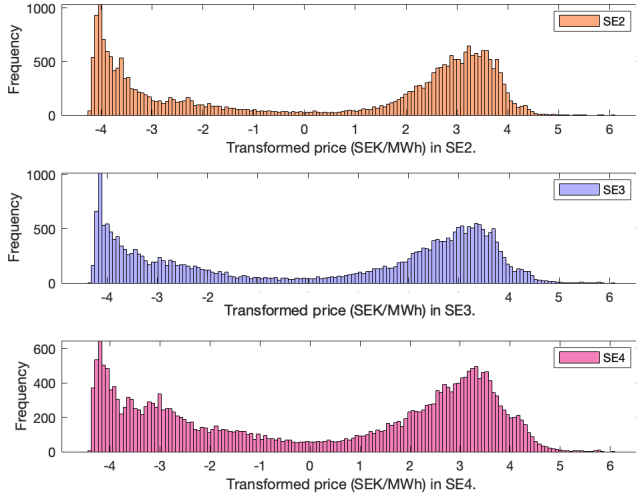 1000
SE2
500
Frequency
0
-4 -3 -2 -1 0 1 2 3 4 5 6
Transformed price (SEK/MWh) in SE2.
1000
SE3
500
Frequency
0
-4 -3 -2 0 2 4 5 6
Transformed price (SEK/MWh) in SE3.
600
SE4
400
Frequency
200
0
-4 -3 -2 -1 0 1 2 3 4 5 6
Transformed price (SEK/MWh) in SE4.